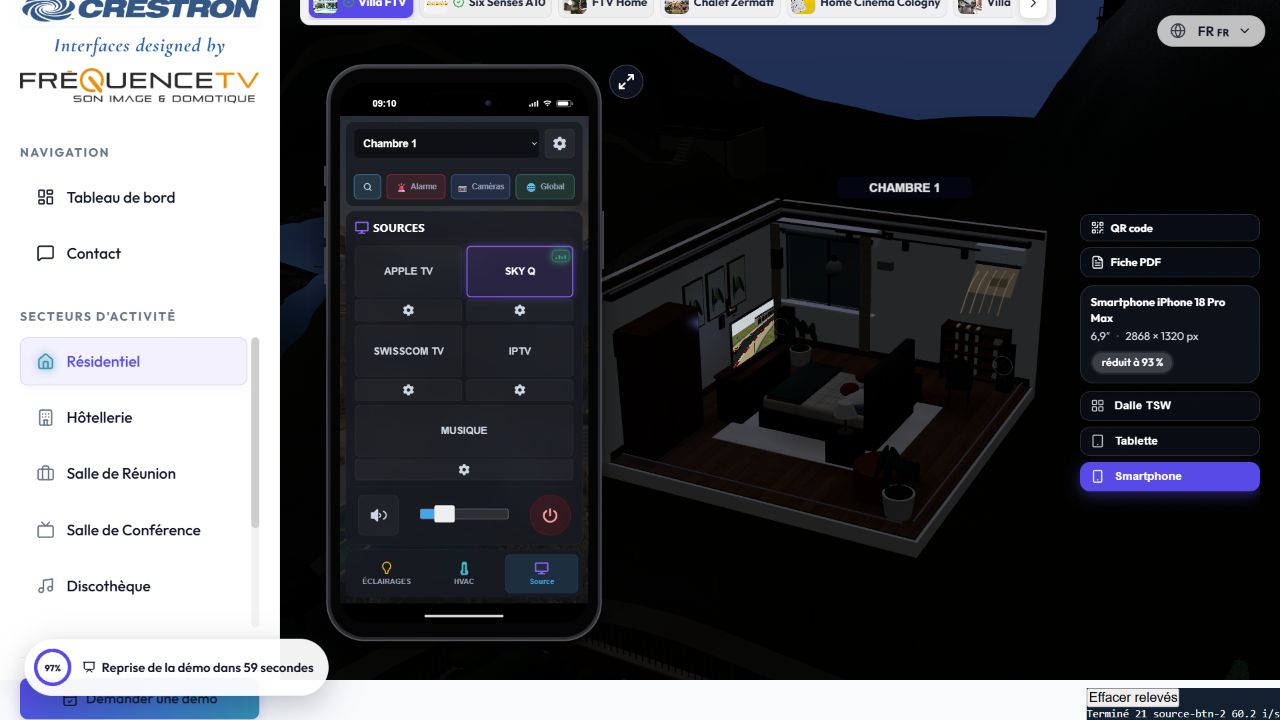 CRESTRON
Interfaces designed by
FRÉQUENCETV
SON IMAGE & DOMOTIQUE
NAVIGATION
Tableau de bord
Contact
SECTEURS D'ACTIVITÉ
Résidentiel
Hôtellerie
Salle de Réunion
Salle de Conférence
Discothèque
97%
Reprise de la démo dans 59 secondes
Demander une démo
Villa FTV
Six Senses A10
FTV Home
Chalet Zermatt
Home Cinema Cologny
Villa
FR FR
09:10
Chambre 1
Alarme
Caméras
Global
SOURCES
APPLE TV
SKY Q
SWISSCOM TV
IPTV
MUSIQUE
ÉCLAIRAGES
HVAC
Source
CHAMBRE 1
QR code
Fiche PDF
Smartphone iPhone 18 Pro
Max
6,9" · 2868 × 1320 px
réduit à 93 %
Dalle TSW
Tablette
Smartphone
Effacer relevés
Terminé 21 source-btn-2 60.2 i/s